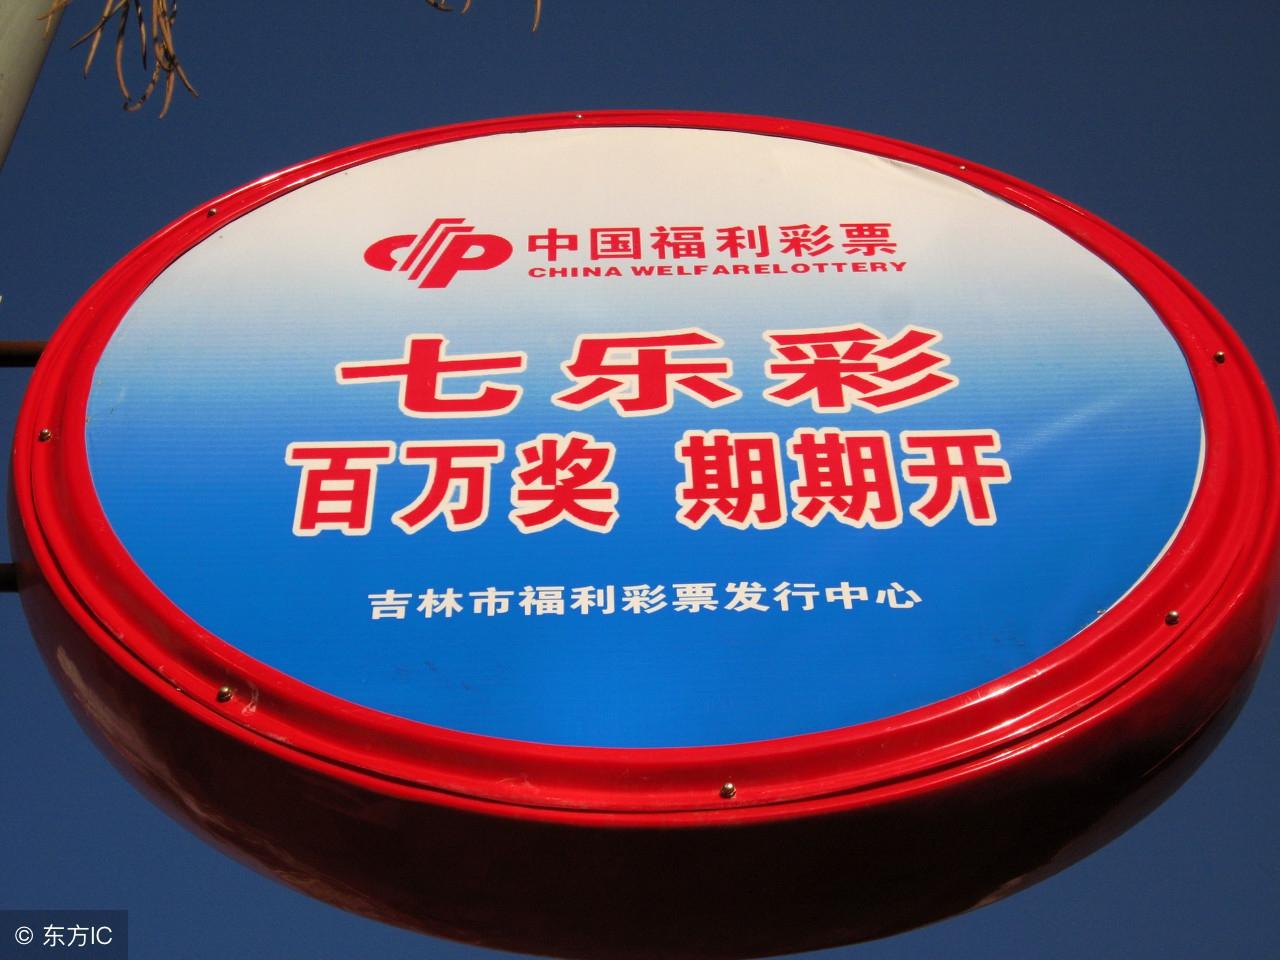 中国福利彩票
CHINA WELFARELOTTERY
七乐彩
百万奖 期期开
吉林市福利彩票发行中心
© 东方IC